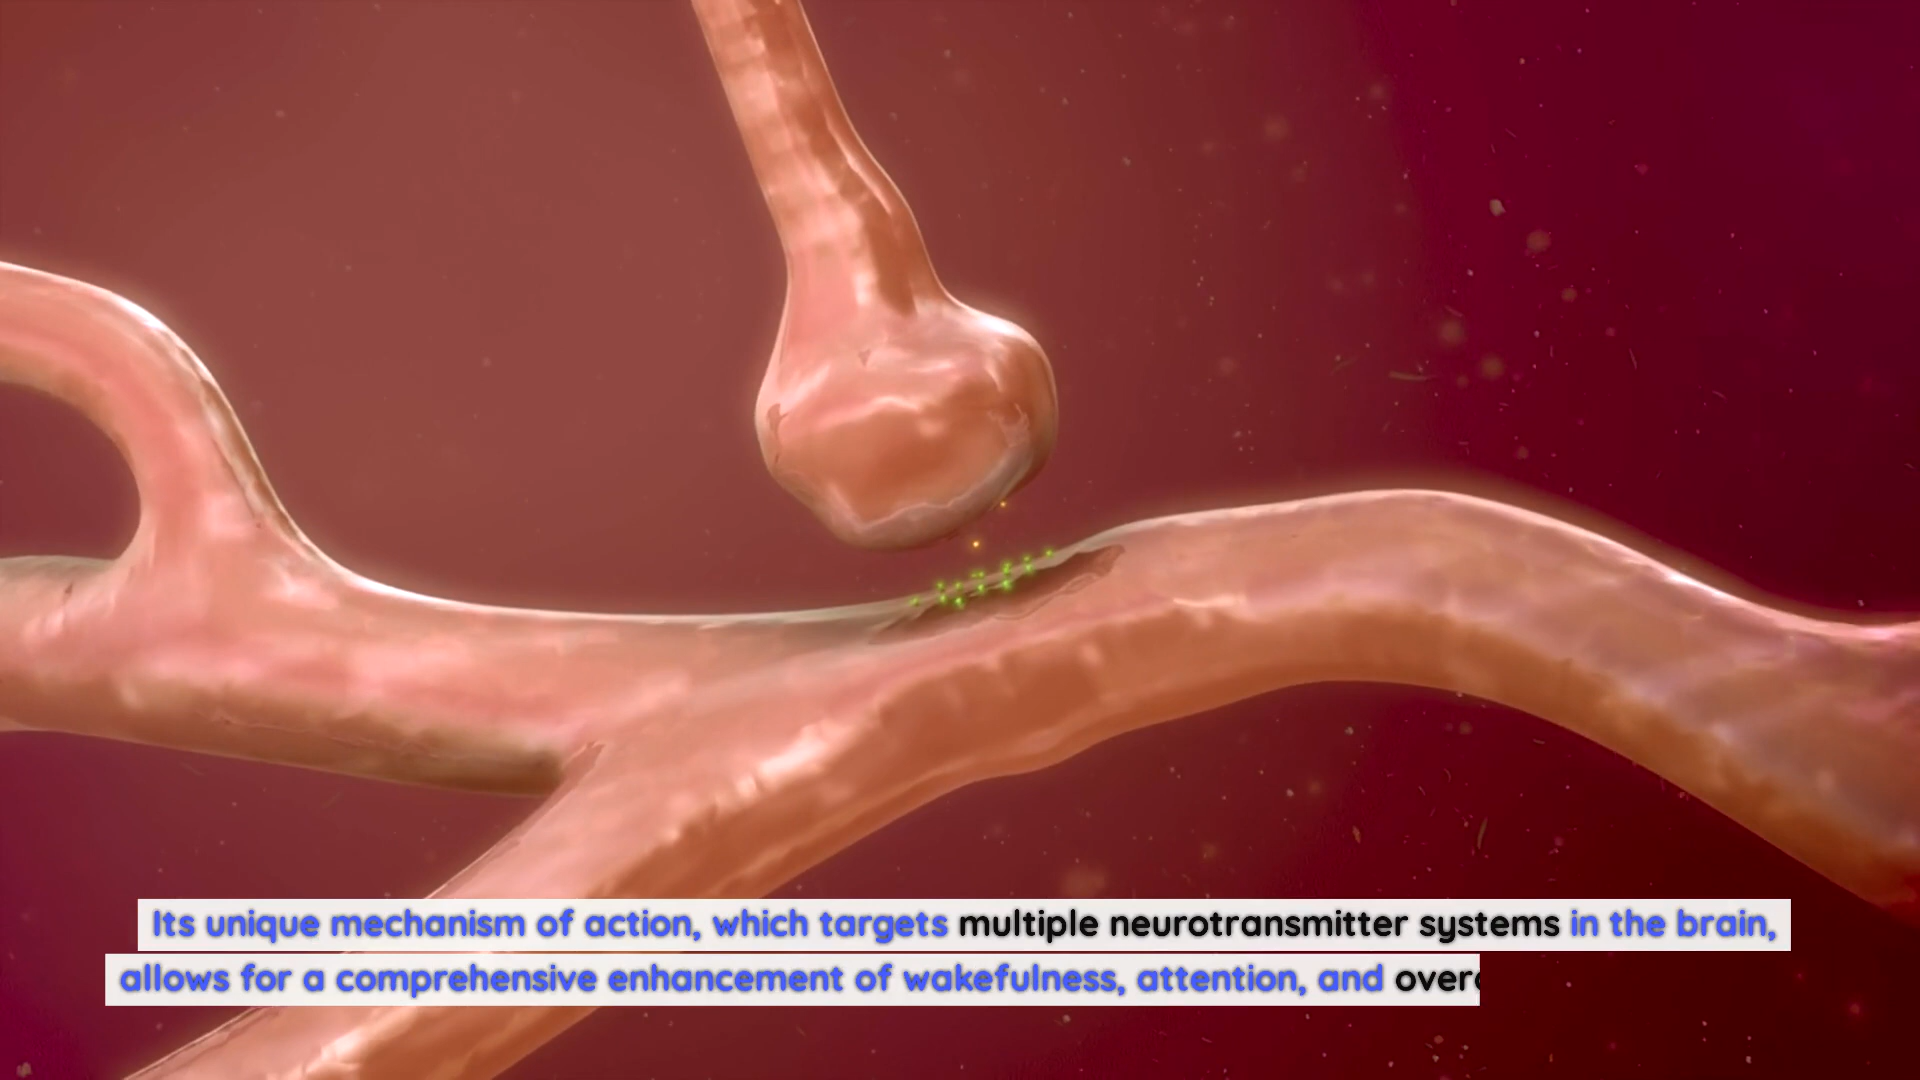 Its unique mechanism of action, which targets multiple neurotransmitter systems in the brain,
allows for a comprehensive enhancement of wakefulness, attention, and